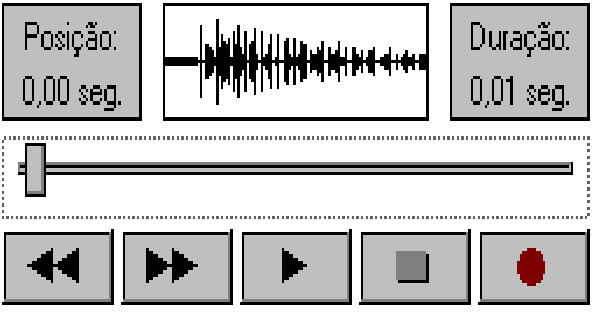 Posição:
0,00 seg.
Duração:
0,01 seg.